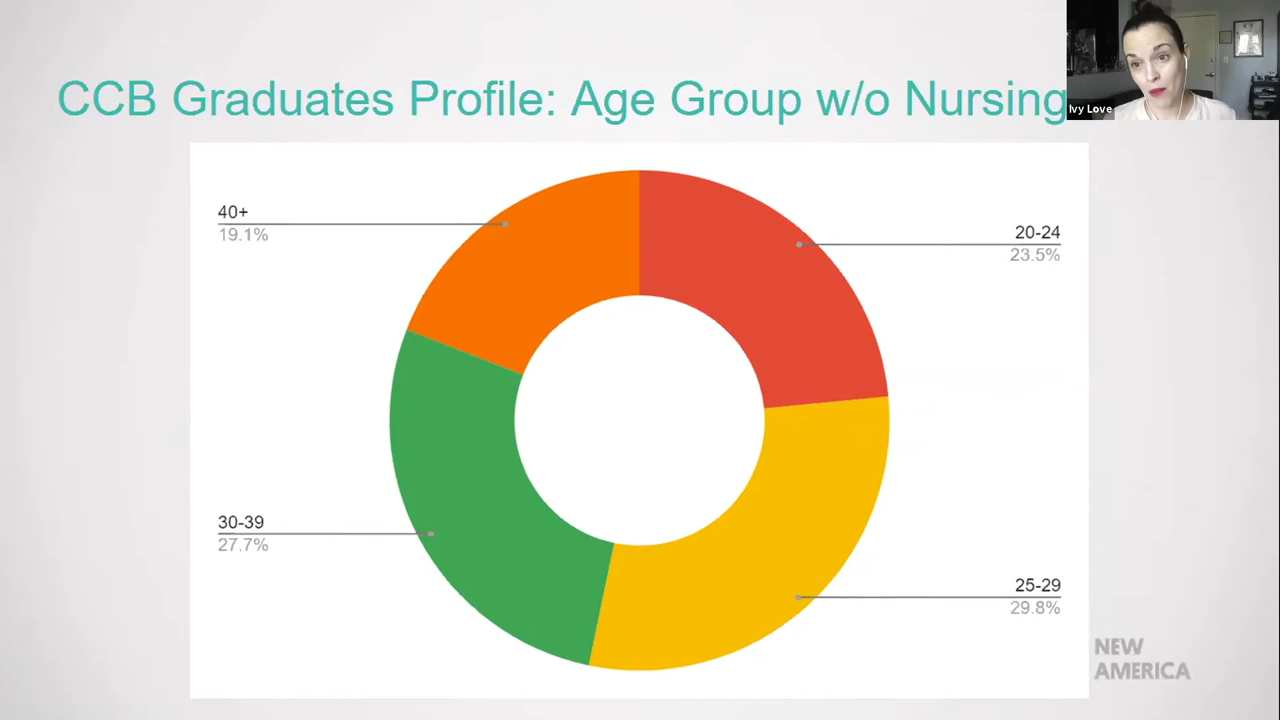 CCB Graduates Profile: Age Group w/o Nursing
Ivy Love
40+
19.1%
20-24
23.5%
30-39
27.7%
25-29
29.8%
NEW
AMERICA